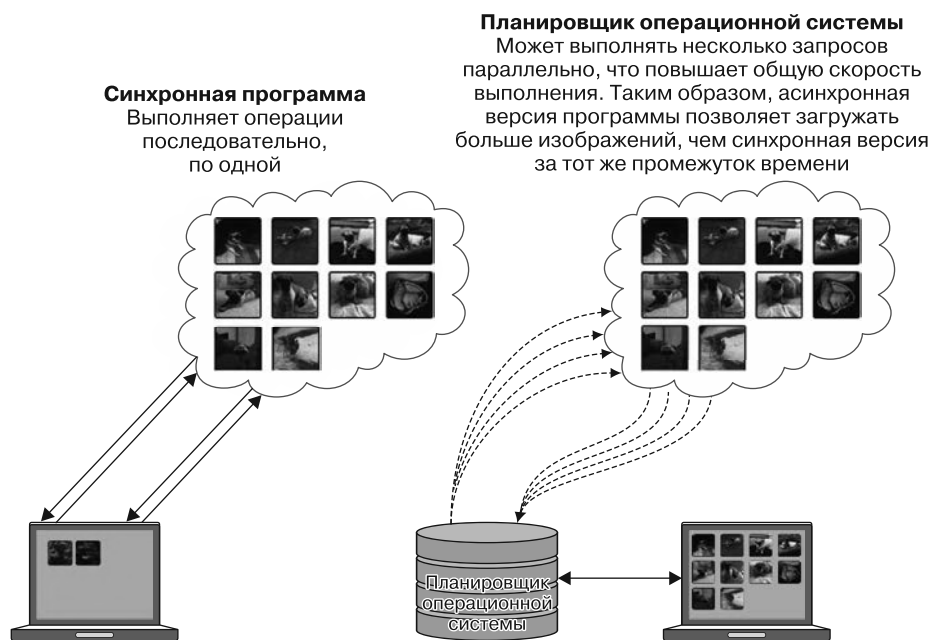 Синхронная программа
Выполняет операции
последовательно,
по одной
Планировщик операционной системы
Может выполнять несколько запросов
параллельно, что повышает общую скорость
выполнения. Таким образом, асинхронная
версия программы позволяет загружать
больше изображений, чем синхронная версия
за тот же промежуток времени
Планировщик
операционной
системы